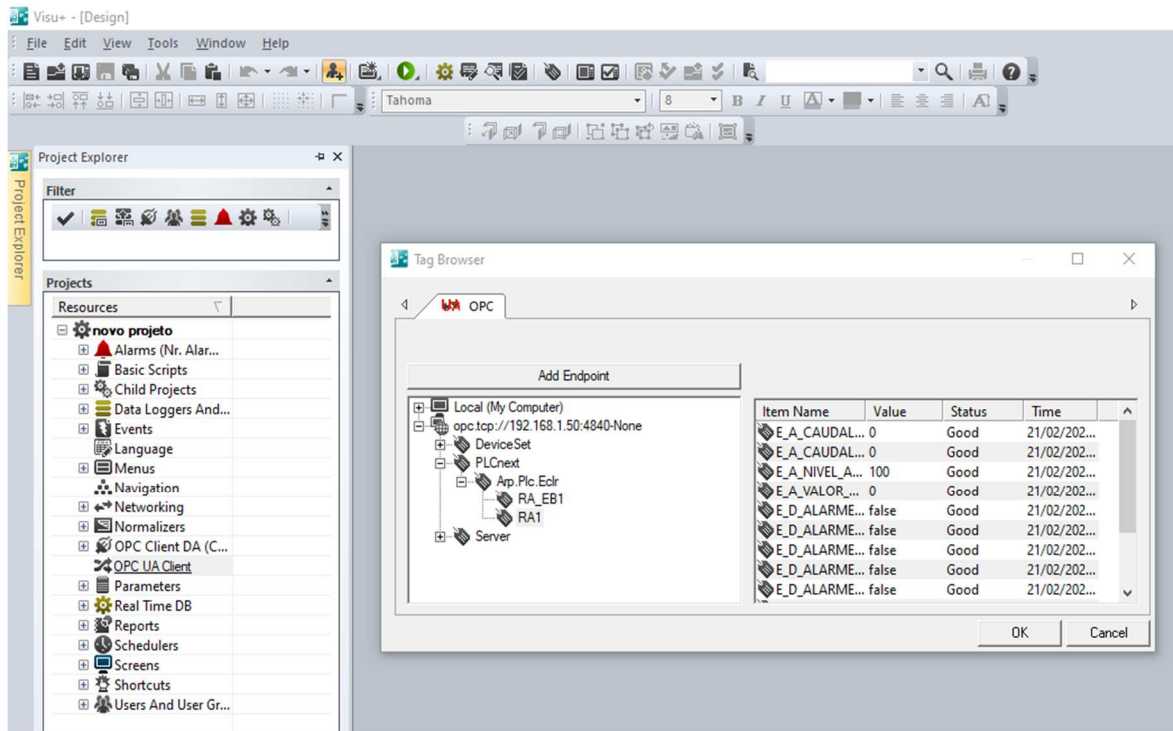 Visu+ - [Design]
File Edit View Tools Window Help
Tahoma 8 B I U A A
Project Explorer
Project Explorer
Filter
Projects
Resources
novo projeto
Alarms (Nr. Alar...
Basic Scripts
Child Projects
Data Loggers And...
Events
Language
Menus
Navigation
Networking
Normalizers
OPC Client DA (C...
OPC UA Client
Parameters
Real Time DB
Reports
Schedulers
Screens
Shortcuts
Users And User Gr...
Tag Browser
UA OPC
Add Endpoint
Local (My Computer)
opc.tcp://192.168.1.50:4840-None
DeviceSet
PLCnext
Arp.Plc.Eclr
RA_EB1
RA1
Server
Item Name Value Status Time
E_A_CAUDAL... 0 Good 21/02/202...
E_A_CAUDAL... 0 Good 21/02/202...
E_A_NIVEL_A... 100 Good 21/02/202...
E_A_VALOR_... 0 Good 21/02/202...
E_D_ALARME... false Good 21/02/202...
E_D_ALARME... false Good 21/02/202...
E_D_ALARME... false Good 21/02/202...
E_D_ALARME... false Good 21/02/202...
E_D_ALARME... false Good 21/02/202...
OK Cancel